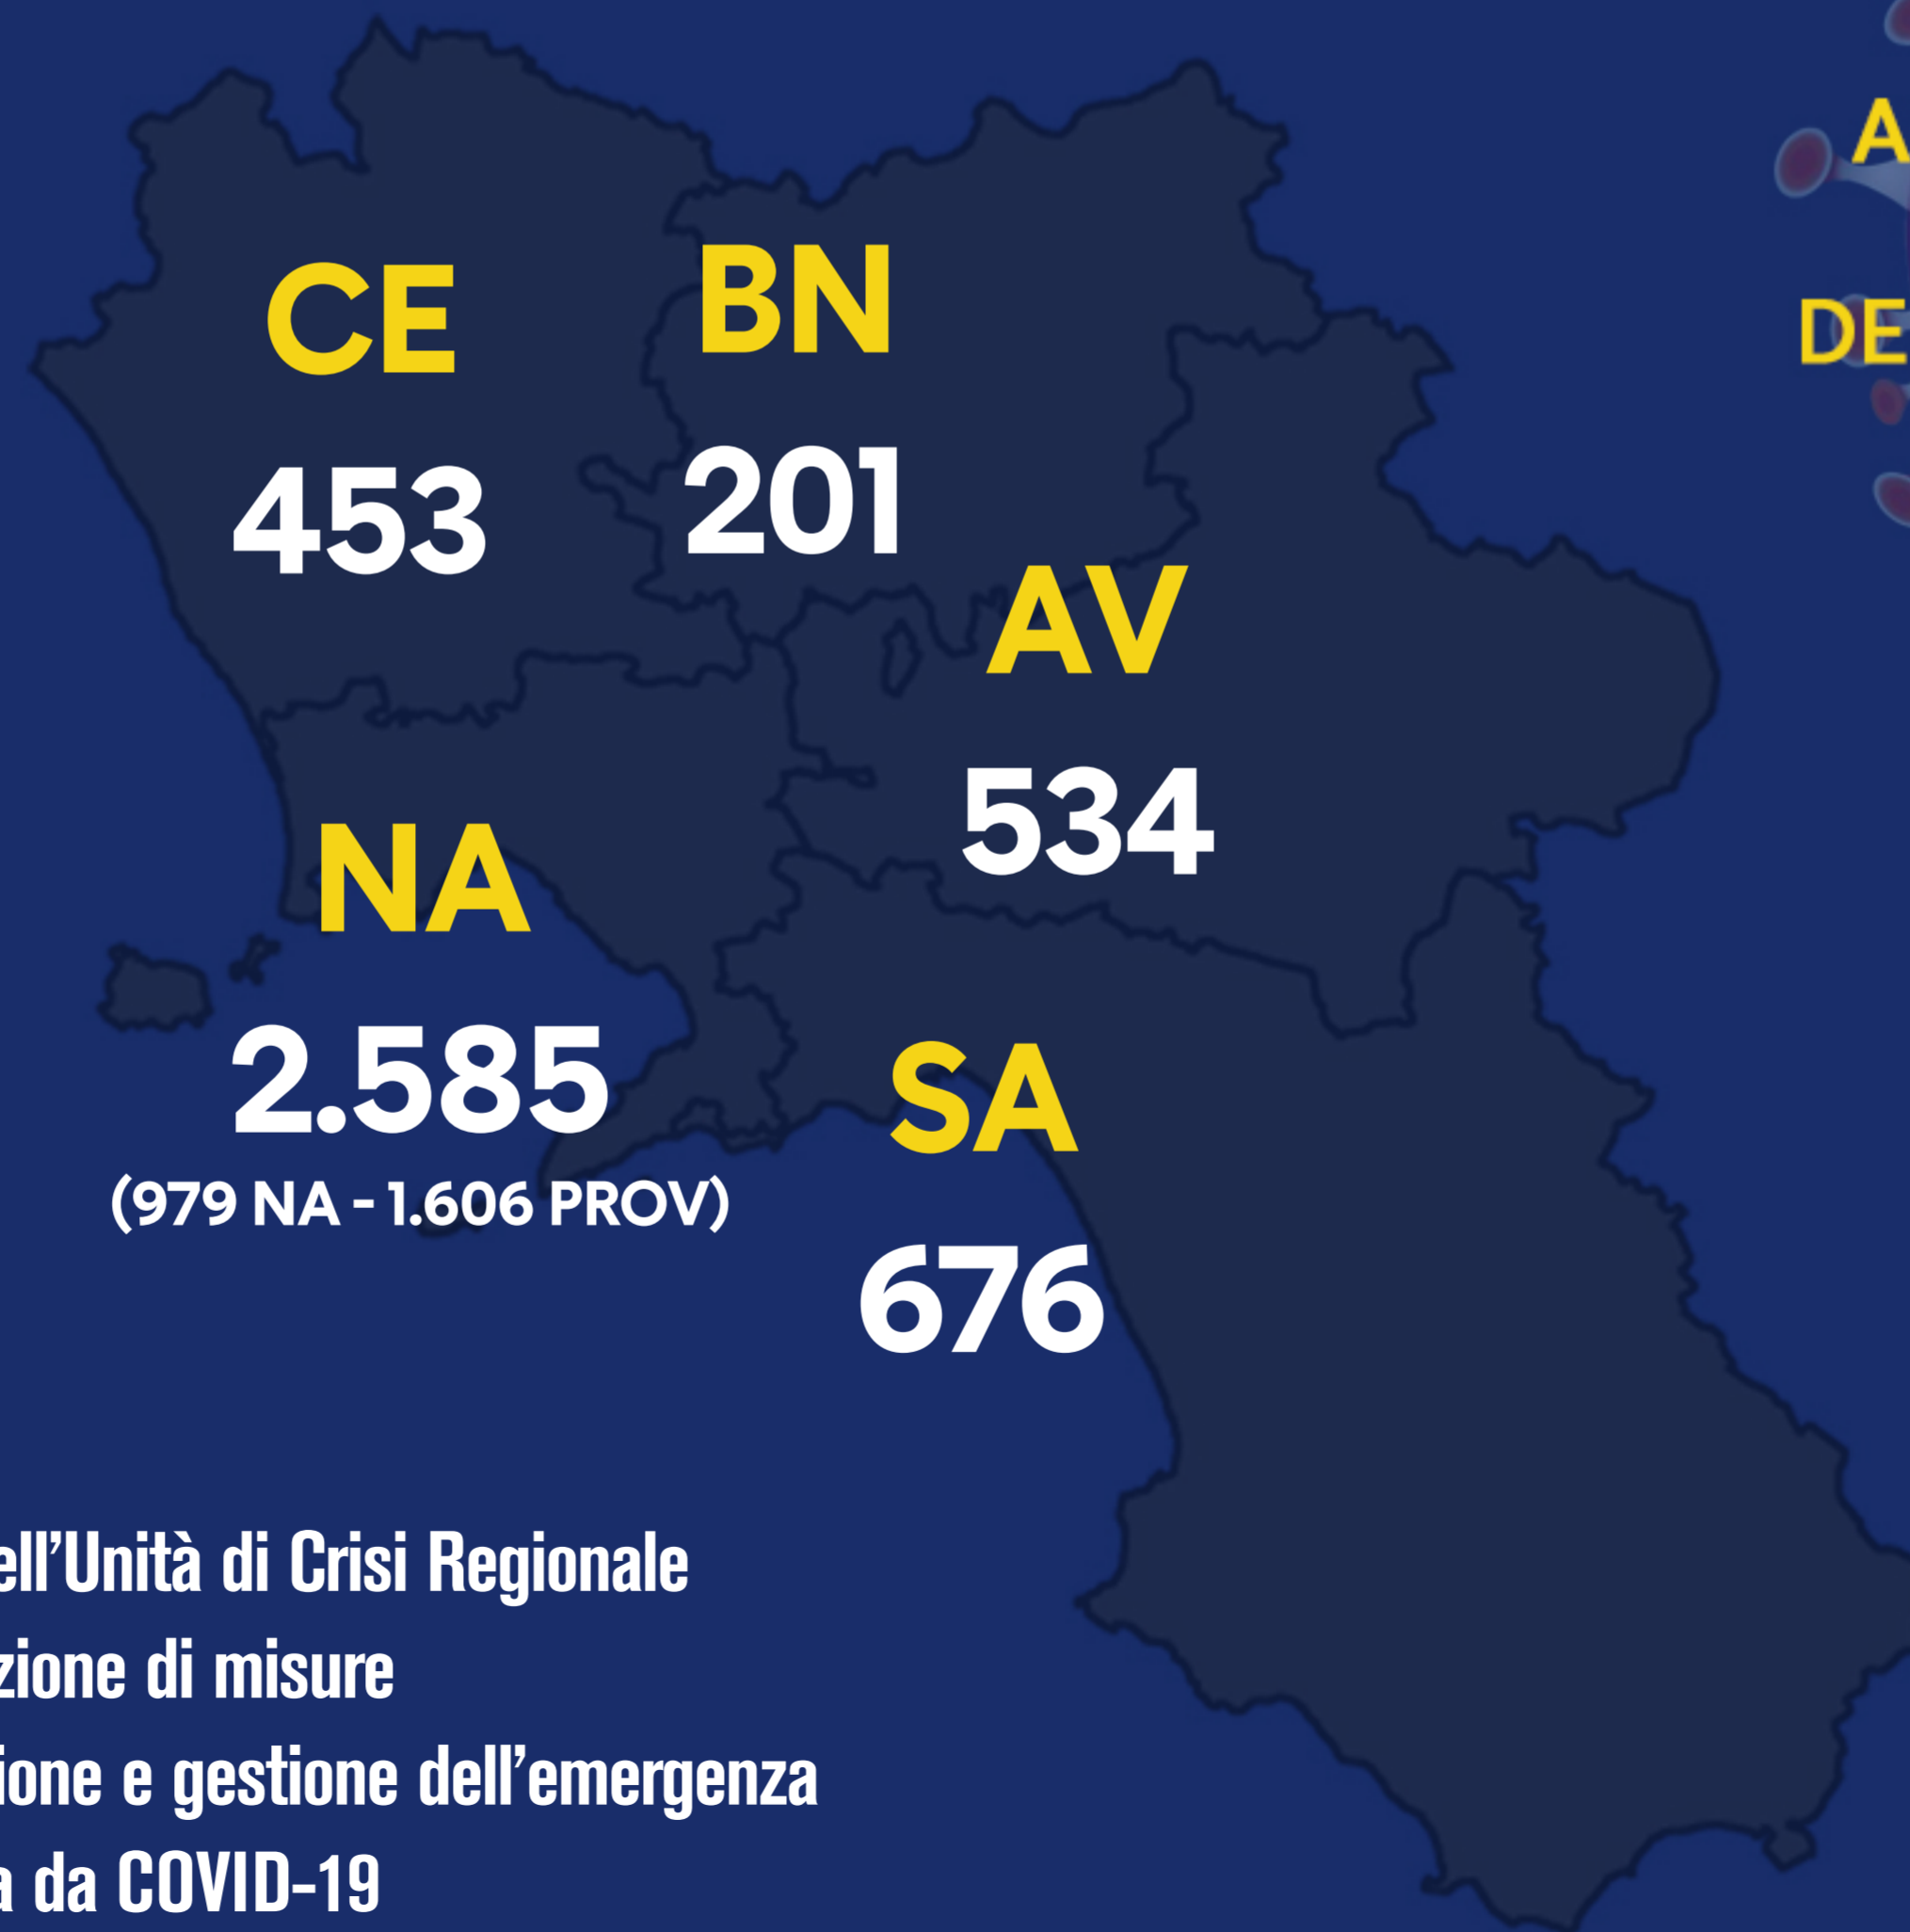 CE
453
BN
201
AV
534
NA
2.585
(979 NA - 1.606 PROV)
SA
676
A
DE
ell’Unità di Crisi Regionale
zione di misure
ione e gestione dell’emergenza
a da COVID-19